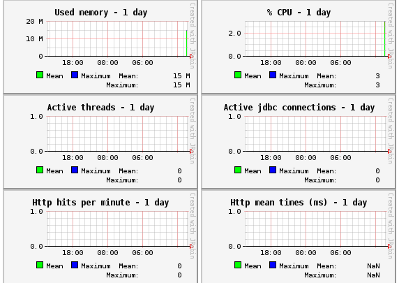 Used memory - 1 day
20 M
10 M
0
18:00 00:00 06:00
Mean Maximum Mean: 15 M
Maximum: 15 M
% CPU - 1 day
2.0
0.0
18:00 00:00 06:00
Mean Maximum Mean: 3
Maximum: 3
Active threads - 1 day
1.0
0.0
18:00 00:00 06:00
Mean Maximum Mean: 0
Maximum: 0
Active jdbc connections - 1 day
1.0
0.0
18:00 00:00 06:00
Mean Maximum Mean: 0
Maximum: 0
Http hits per minute - 1 day
1.0
0.0
18:00 00:00 06:00
Mean Maximum Mean: 0
Maximum: 0
Http mean times (ms) - 1 day
1.0
0.0
18:00 00:00 06:00
Mean Maximum Mean: NaN
Maximum: NaN